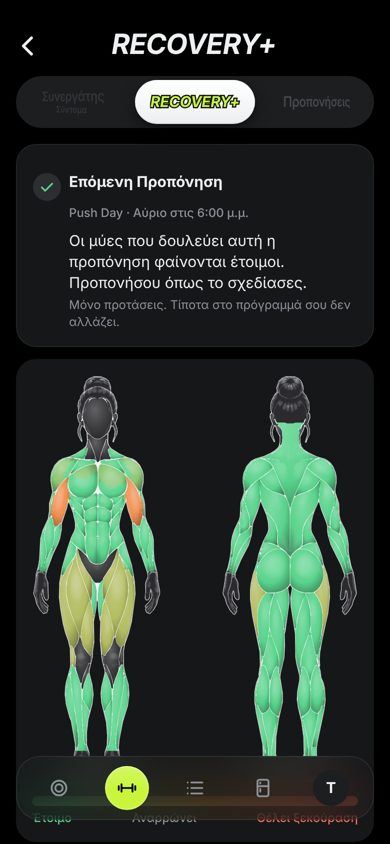 RECOVERY+
Συνεργάτης
Σύντομα
RECOVERY+
Προπονήσεις
Επόμενη Προπόνηση
Push Day · Αύριο στις 6:00 μ.μ.
Οι μύες που δουλεύει αυτή η
προπόνηση φαίνονται έτοιμοι.
Προπονήσου όπως το σχεδίασες.
Μόνο προτάσεις. Τίποτα στο πρόγραμμά σου δεν
αλλάζει.
T
Έτοιμο
Αναρρώνει
Θέλει ξεκούραση